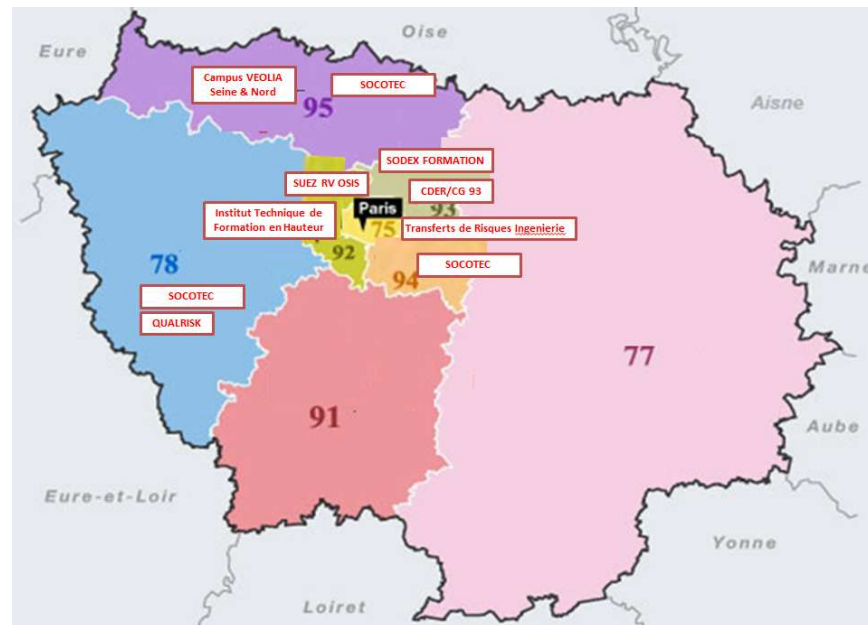 Oise
Eure
Campus VEOLIA
Seine & Nord
SOCOTEC
95
Aisne
SODEX FORMATION
SUEZ RV OSIS
CDER/CG 93
93
Institut Technique de
Formation en Hauteur
Paris
75
Transferts de Risques Ingenierie
92
78
SOCOTEC
94
Marne
SOCOTEC
QUALRISK
77
91
Aube
Eure-et-Loir
Yonne
Loiret